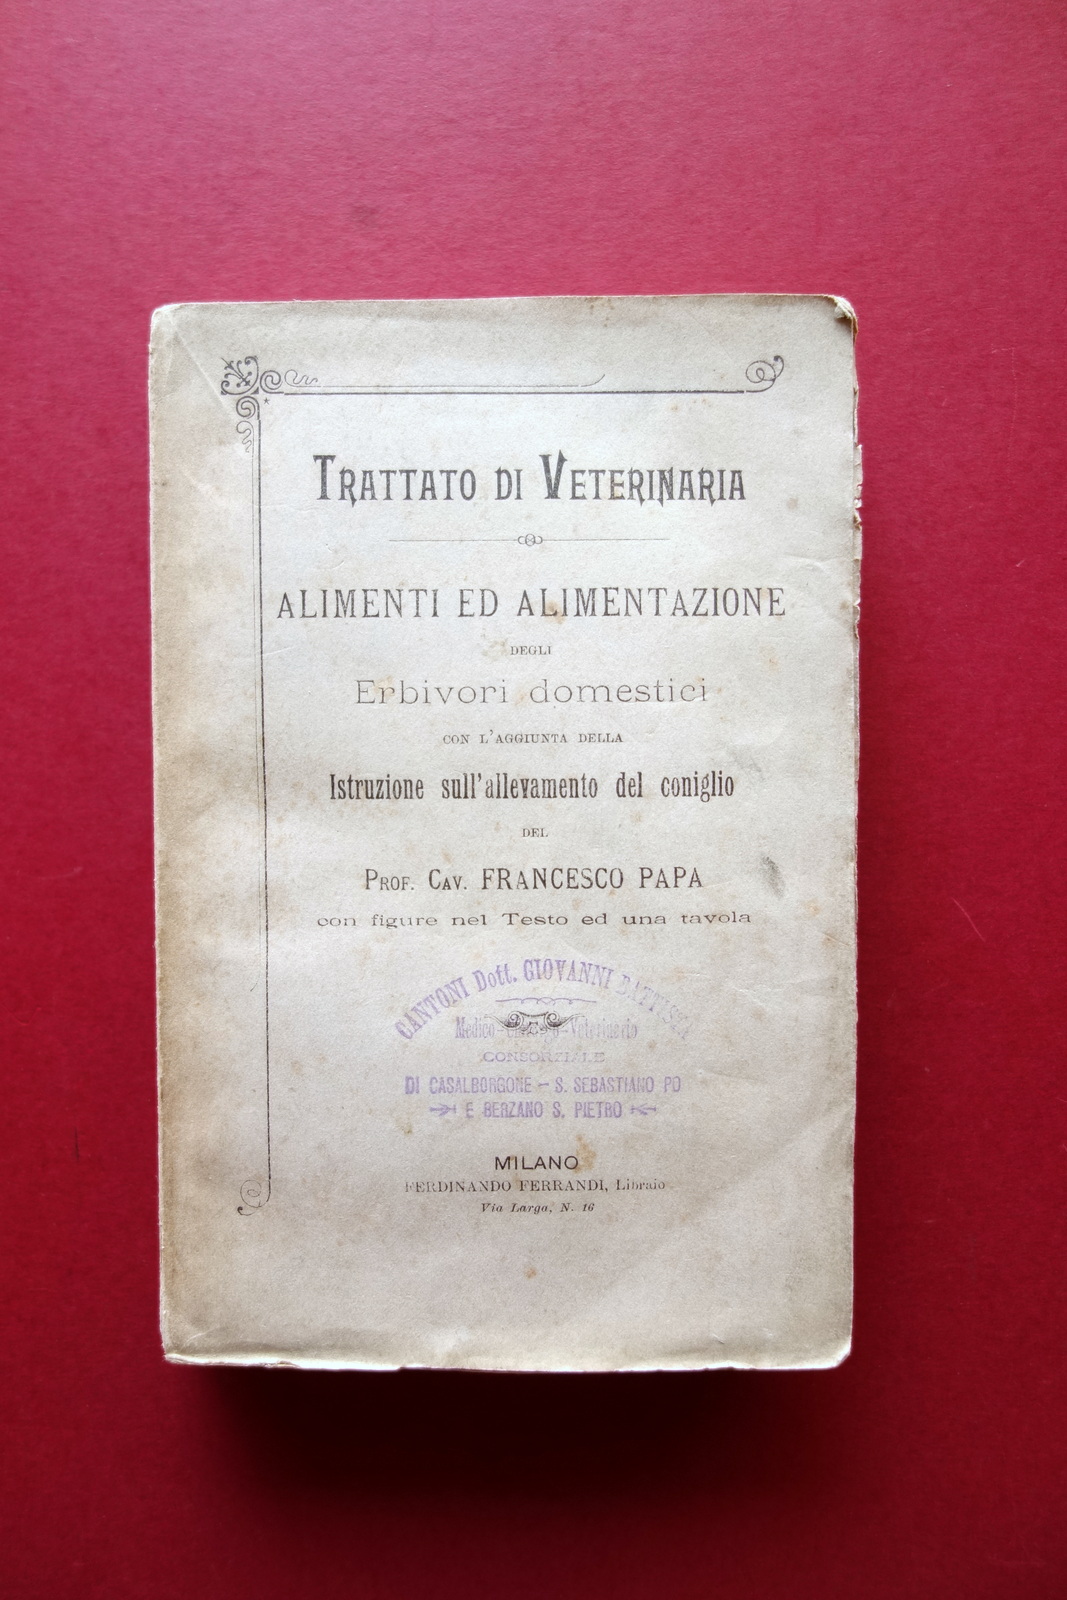 TRATTATO DI VETERINARIA
ALIMENTI ED ALIMENTAZIONE
DEGLI
Erbivori domestici
CON L'AGGIUNTA DELLA
Istruzione sull'allevamento del coniglio
DEL
PROF. CAV. FRANCESCO PAPA
con figure nel Testo ed una tavola
CANTONI Dott. GIOVANNI BATTISTA
Medico-Veterinario
CONSORZIALE
DI CASALBORGONE - S. SEBASTIANO PO
E BERZANO S. PIETRO
MILANO
FERDINANDO FERRANDI, Libraio
Via Larga, N. 16